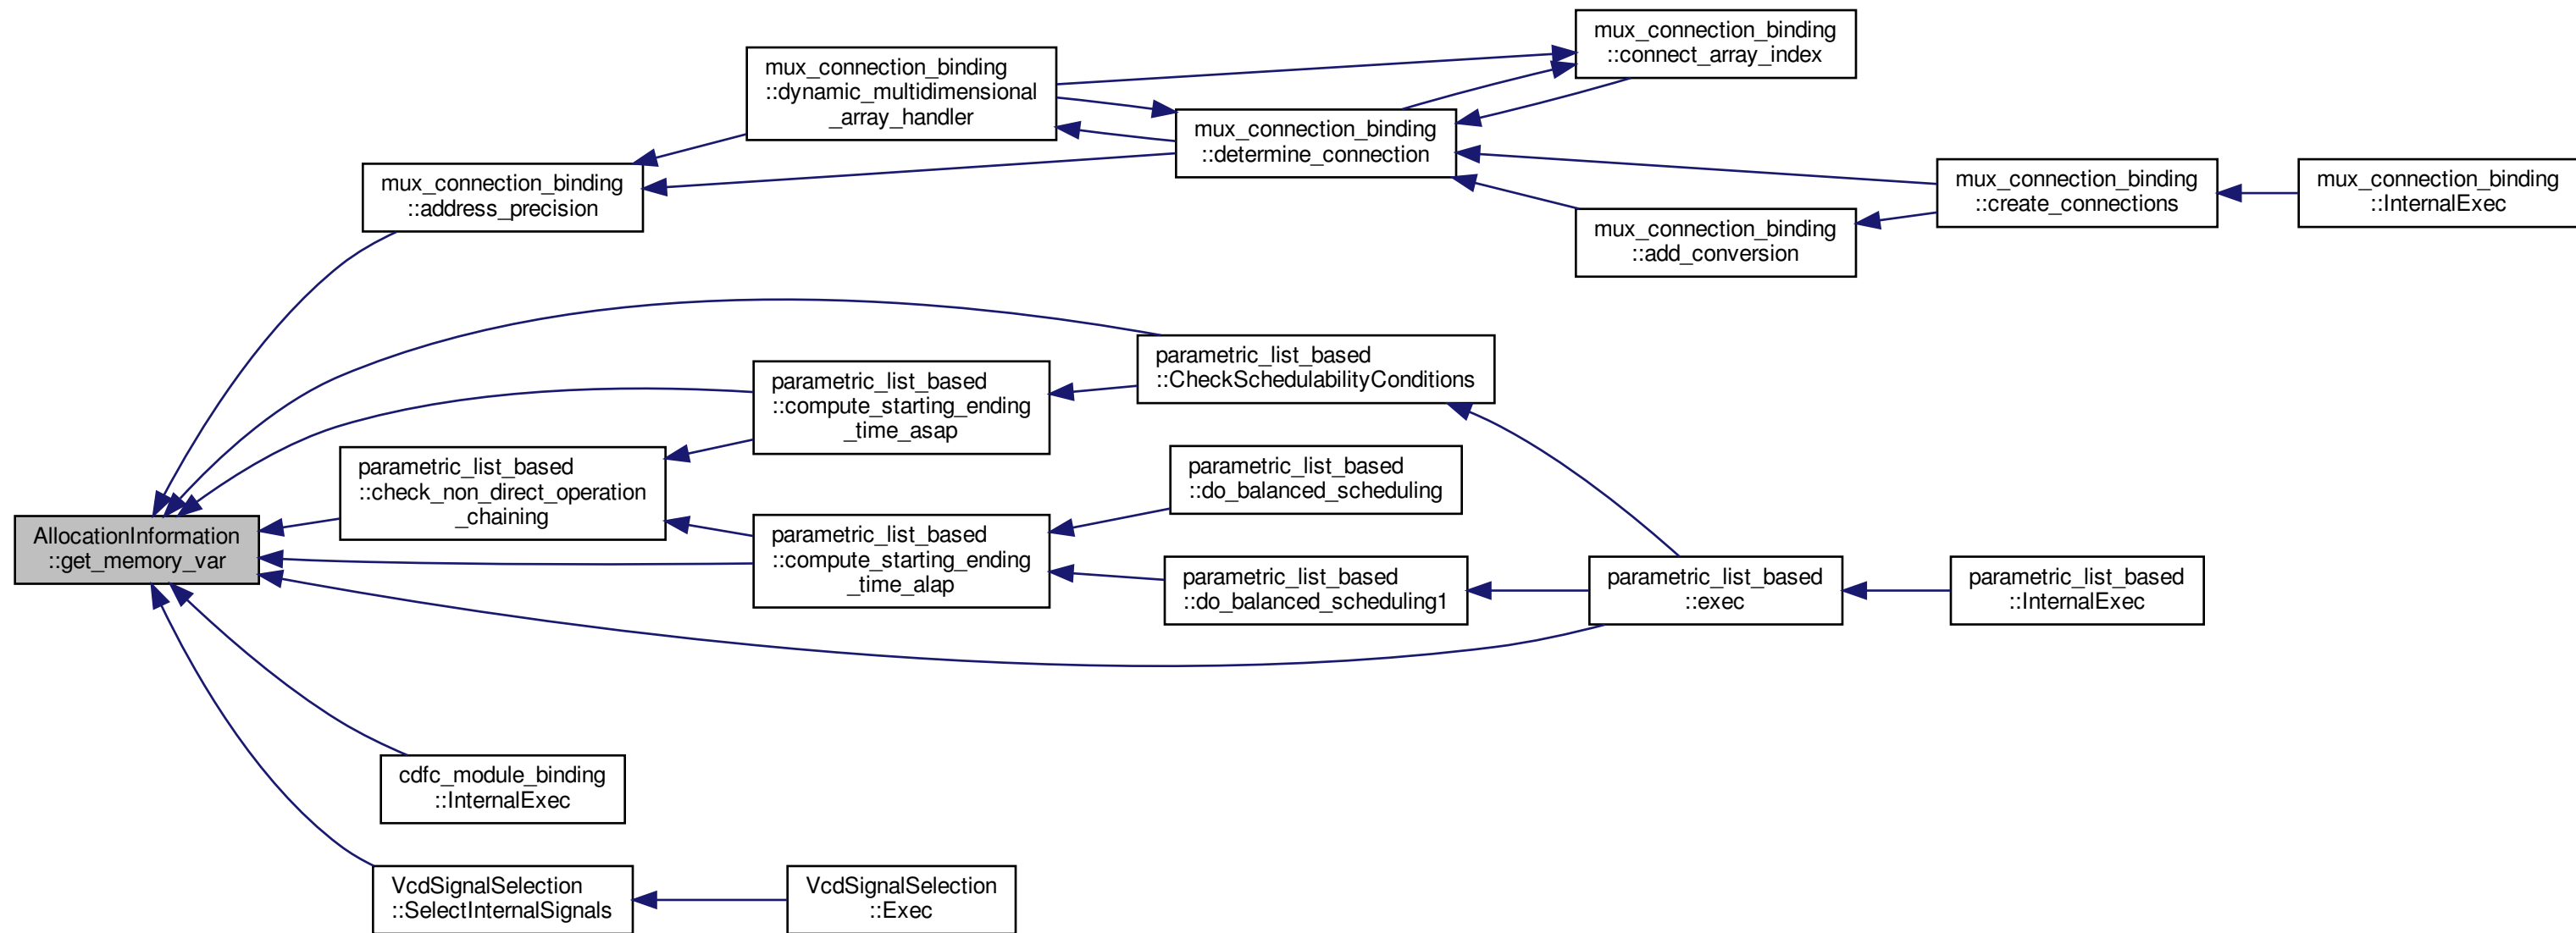 mux_connection_binding
::connect_array_index
mux_connection_binding
::dynamic_multidimensional
_array_handler
mux_connection_binding
::determine_connection
mux_connection_binding
::address_precision
mux_connection_binding
::create_connections
mux_connection_binding
::InternalExec
mux_connection_binding
::add_conversion
parametric_list_based
::CheckSchedulabilityConditions
parametric_list_based
::compute_starting_ending
_time_asap
parametric_list_based
::check_non_direct_operation
_chaining
parametric_list_based
::do_balanced_scheduling
AllocationInformation
::get_memory_var
parametric_list_based
::compute_starting_ending
_time_alap
parametric_list_based
::do_balanced_scheduling1
parametric_list_based
::exec
parametric_list_based
::InternalExec
cdfc_module_binding
::InternalExec
VcdSignalSelection
::SelectInternalSignals
VcdSignalSelection
::Exec